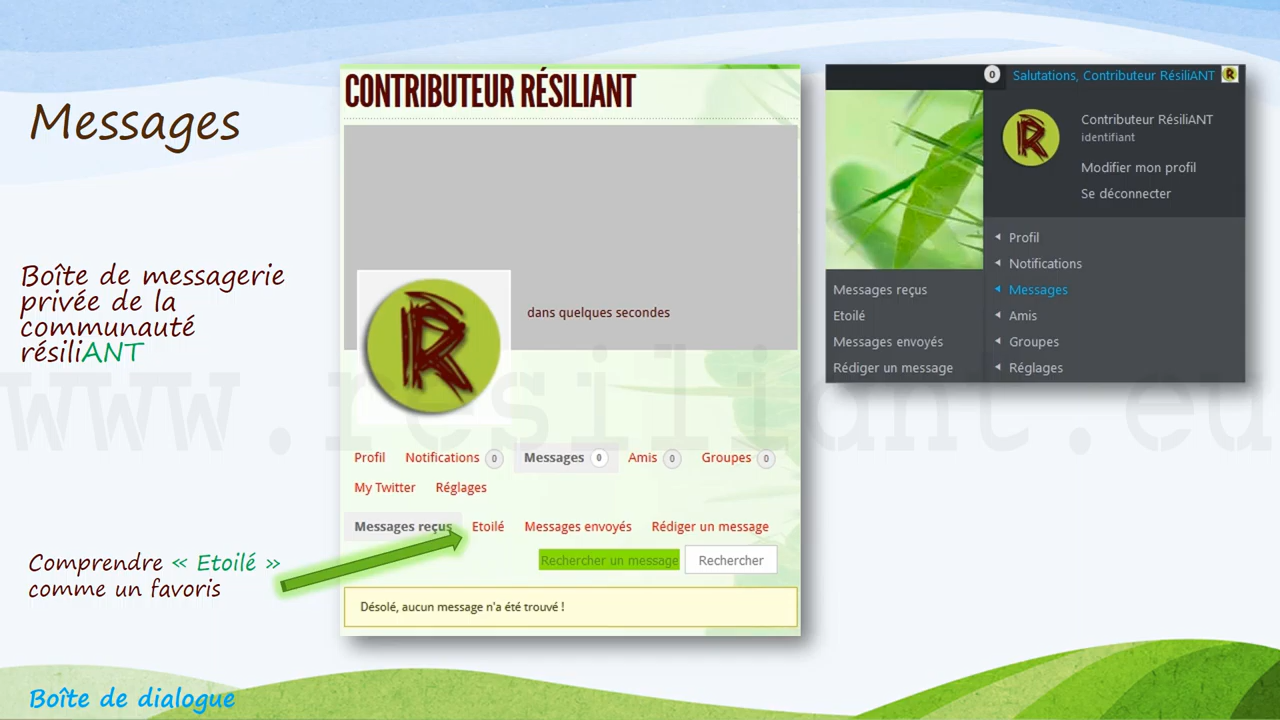 Messages
Boîte de messagerie
privée de la
communauté
résiliANT
Comprendre « Etoilé »
comme un favoris
Boîte de dialogue
CONTRIBUTEUR RÉSILIANT
R
dans quelques secondes
Profil Notifications 0 Messages 0 Amis 0 Groupes 0
My Twitter Réglages
Messages reçus Etoilé Messages envoyés Rédiger un message
Rechercher un message Rechercher
Désolé, aucun message n'a été trouvé !
0 Salutations, Contributeur RésiliANT R
R
Contributeur RésiliANT
identifiant
Modifier mon profil
Se déconnecter
Profil
Notifications
Messages
Amis
Groupes
Réglages
Messages reçus
Etoilé
Messages envoyés
Rédiger un message
www.resiliant.eu